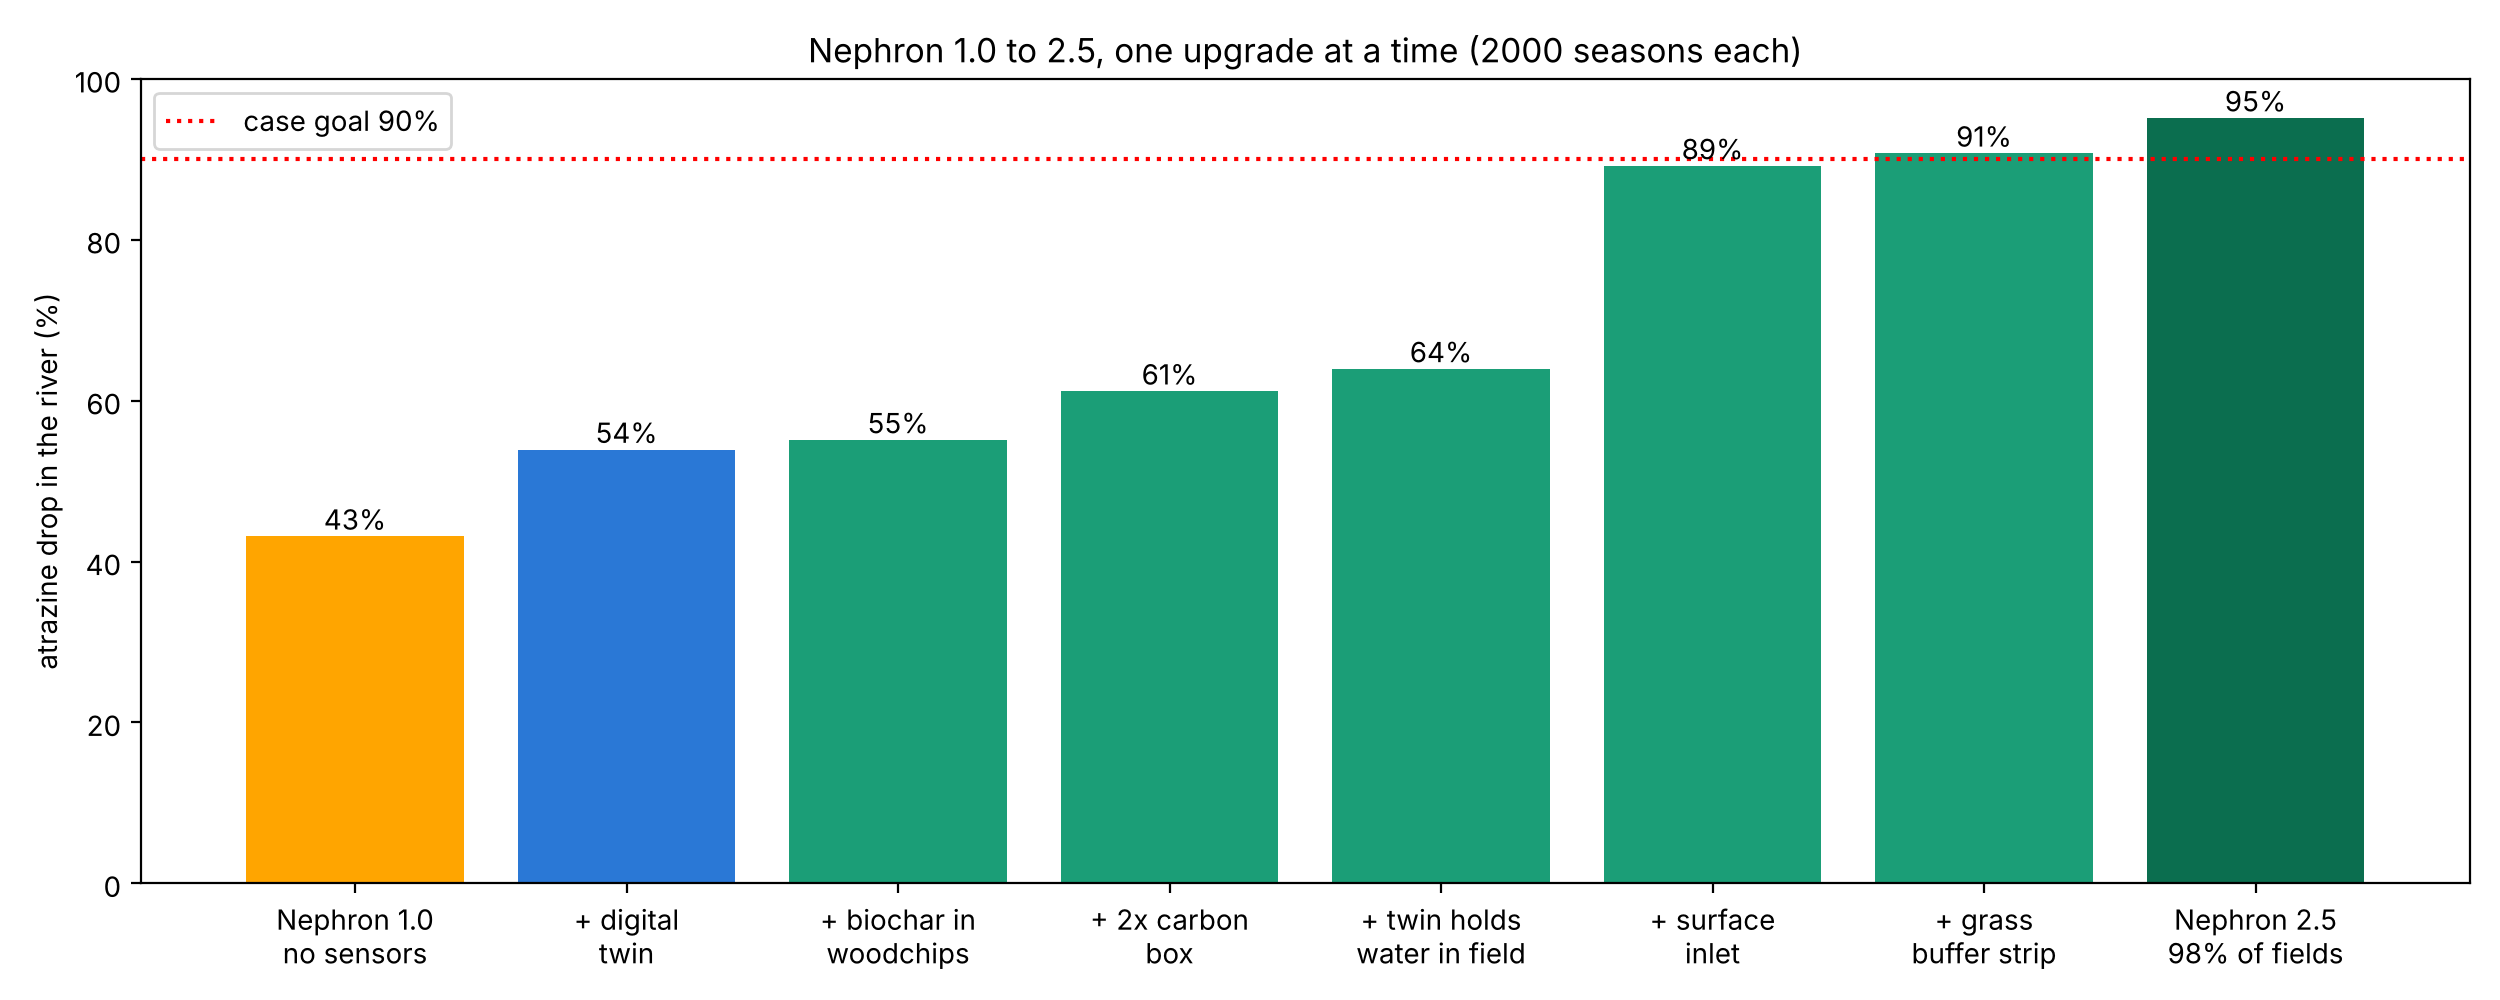 Nephron 1.0 to 2.5, one upgrade at a time (2000 seasons each)
case goal 90%
atrazine drop in the river (%)
100
80
60
40
20
0
43%
54%
55%
61%
64%
89%
91%
95%
Nephron 1.0
no sensors
+ digital
twin
+ biochar in
woodchips
+ 2x carbon
box
+ twin holds
water in field
+ surface
inlet
+ grass
buffer strip
Nephron 2.5
98% of fields